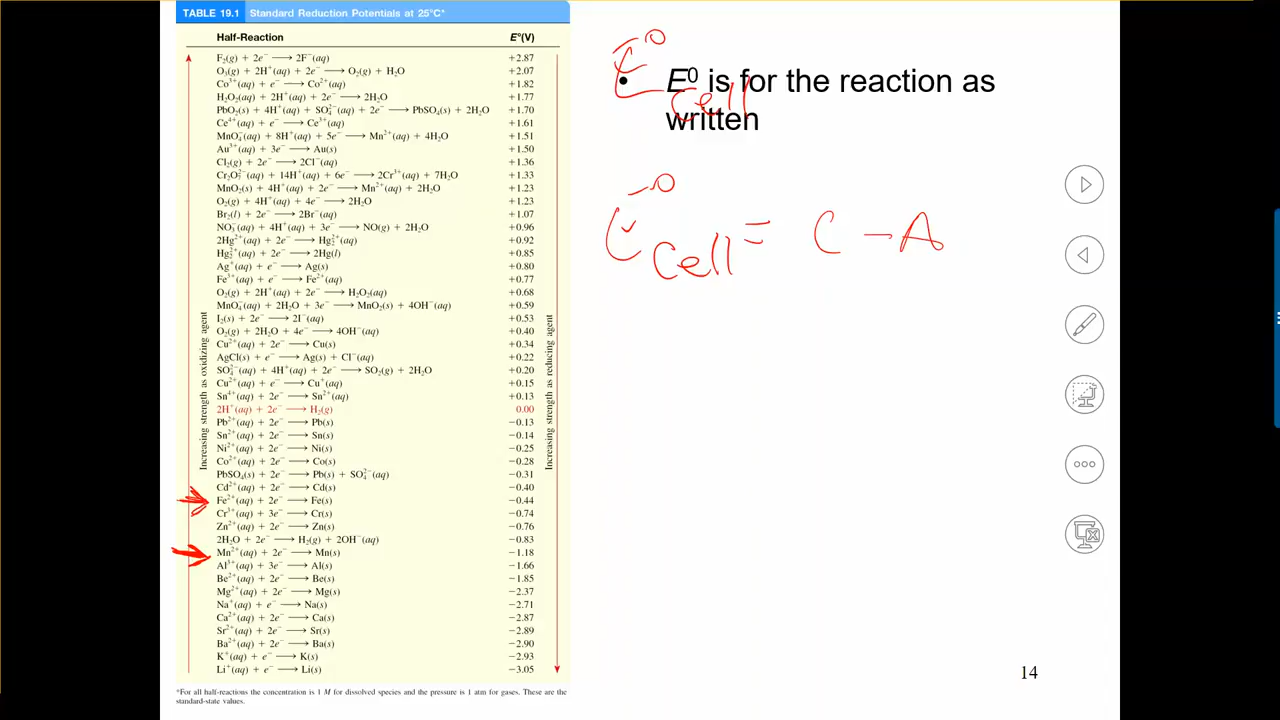 TABLE 19.1 Standard Reduction Potentials at 25°C*
Half-Reaction E°(V)
F₂(g) + 2e⁻ ⟶ 2F⁻(aq) +2.87
O₃(g) + 2H⁺(aq) + 2e⁻ ⟶ O₂(g) + H₂O +2.07
Co³⁺(aq) + e⁻ ⟶ Co²⁺(aq) +1.82
H₂O₂(aq) + 2H⁺(aq) + 2e⁻ ⟶ 2H₂O +1.77
PbO₂(s) + 4H⁺(aq) + SO₄²⁻(aq) + 2e⁻ ⟶ PbSO₄(s) + 2H₂O +1.70
Ce⁴⁺(aq) + e⁻ ⟶ Ce³⁺(aq) +1.61
MnO₄⁻(aq) + 8H⁺(aq) + 5e⁻ ⟶ Mn²⁺(aq) + 4H₂O +1.51
Au³⁺(aq) + 3e⁻ ⟶ Au(s) +1.50
Cl₂(g) + 2e⁻ ⟶ 2Cl⁻(aq) +1.36
Cr₂O₇²⁻(aq) + 14H⁺(aq) + 6e⁻ ⟶ 2Cr³⁺(aq) + 7H₂O +1.33
MnO₂(s) + 4H⁺(aq) + 2e⁻ ⟶ Mn²⁺(aq) + 2H₂O +1.23
O₂(g) + 4H⁺(aq) + 4e⁻ ⟶ 2H₂O +1.23
Br₂(l) + 2e⁻ ⟶ 2Br⁻(aq) +1.07
NO₃⁻(aq) + 4H⁺(aq) + 3e⁻ ⟶ NO(g) + 2H₂O +0.96
2Hg²⁺(aq) + 2e⁻ ⟶ Hg₂²⁺(aq) +0.92
Hg₂²⁺(aq) + 2e⁻ ⟶ 2Hg(l) +0.85
Ag⁺(aq) + e⁻ ⟶ Ag(s) +0.80
Fe³⁺(aq) + e⁻ ⟶ Fe²⁺(aq) +0.77
O₂(g) + 2H⁺(aq) + 2e⁻ ⟶ H₂O₂(aq) +0.68
MnO₄⁻(aq) + 2H₂O + 3e⁻ ⟶ MnO₂(s) + 4OH⁻(aq) +0.59
I₂(s) + 2e⁻ ⟶ 2I⁻(aq) +0.53
O₂(g) + 2H₂O + 4e⁻ ⟶ 4OH⁻(aq) +0.40
Cu²⁺(aq) + 2e⁻ ⟶ Cu(s) +0.34
AgCl(s) + e⁻ ⟶ Ag(s) + Cl⁻(aq) +0.22
SO₄²⁻(aq) + 4H⁺(aq) + 2e⁻ ⟶ SO₂(g) + 2H₂O +0.20
Cu²⁺(aq) + e⁻ ⟶ Cu⁺(aq) +0.15
Sn⁴⁺(aq) + 2e⁻ ⟶ Sn²⁺(aq) +0.13
2H⁺(aq) + 2e⁻ ⟶ H₂(g) 0.00
Pb²⁺(aq) + 2e⁻ ⟶ Pb(s) −0.13
Sn²⁺(aq) + 2e⁻ ⟶ Sn(s) −0.14
Ni²⁺(aq) + 2e⁻ ⟶ Ni(s) −0.25
Co²⁺(aq) + 2e⁻ ⟶ Co(s) −0.28
PbSO₄(s) + 2e⁻ ⟶ Pb(s) + SO₄²⁻(aq) −0.31
Cd²⁺(aq) + 2e⁻ ⟶ Cd(s) −0.40
Fe²⁺(aq) + 2e⁻ ⟶ Fe(s) −0.44
Cr³⁺(aq) + 3e⁻ ⟶ Cr(s) −0.74
Zn²⁺(aq) + 2e⁻ ⟶ Zn(s) −0.76
2H₂O + 2e⁻ ⟶ H₂(g) + 2OH⁻(aq) −0.83
Mn²⁺(aq) + 2e⁻ ⟶ Mn(s) −1.18
Al³⁺(aq) + 3e⁻ ⟶ Al(s) −1.66
Be²⁺(aq) + 2e⁻ ⟶ Be(s) −1.85
Mg²⁺(aq) + 2e⁻ ⟶ Mg(s) −2.37
Na⁺(aq) + e⁻ ⟶ Na(s) −2.71
Ca²⁺(aq) + 2e⁻ ⟶ Ca(s) −2.87
Sr²⁺(aq) + 2e⁻ ⟶ Sr(s) −2.89
Ba²⁺(aq) + 2e⁻ ⟶ Ba(s) −2.90
K⁺(aq) + e⁻ ⟶ K(s) −2.93
Li⁺(aq) + e⁻ ⟶ Li(s) −3.05
Increasing strength as oxidizing agent
Increasing strength as reducing agent
*For all half-reactions the concentration is 1 M for dissolved species and the pressure is 1 atm for gases. These are the
standard-state values.
E⁰ Cell
• E⁰ is for the reaction as
written
E⁰ Cell = C − A
14